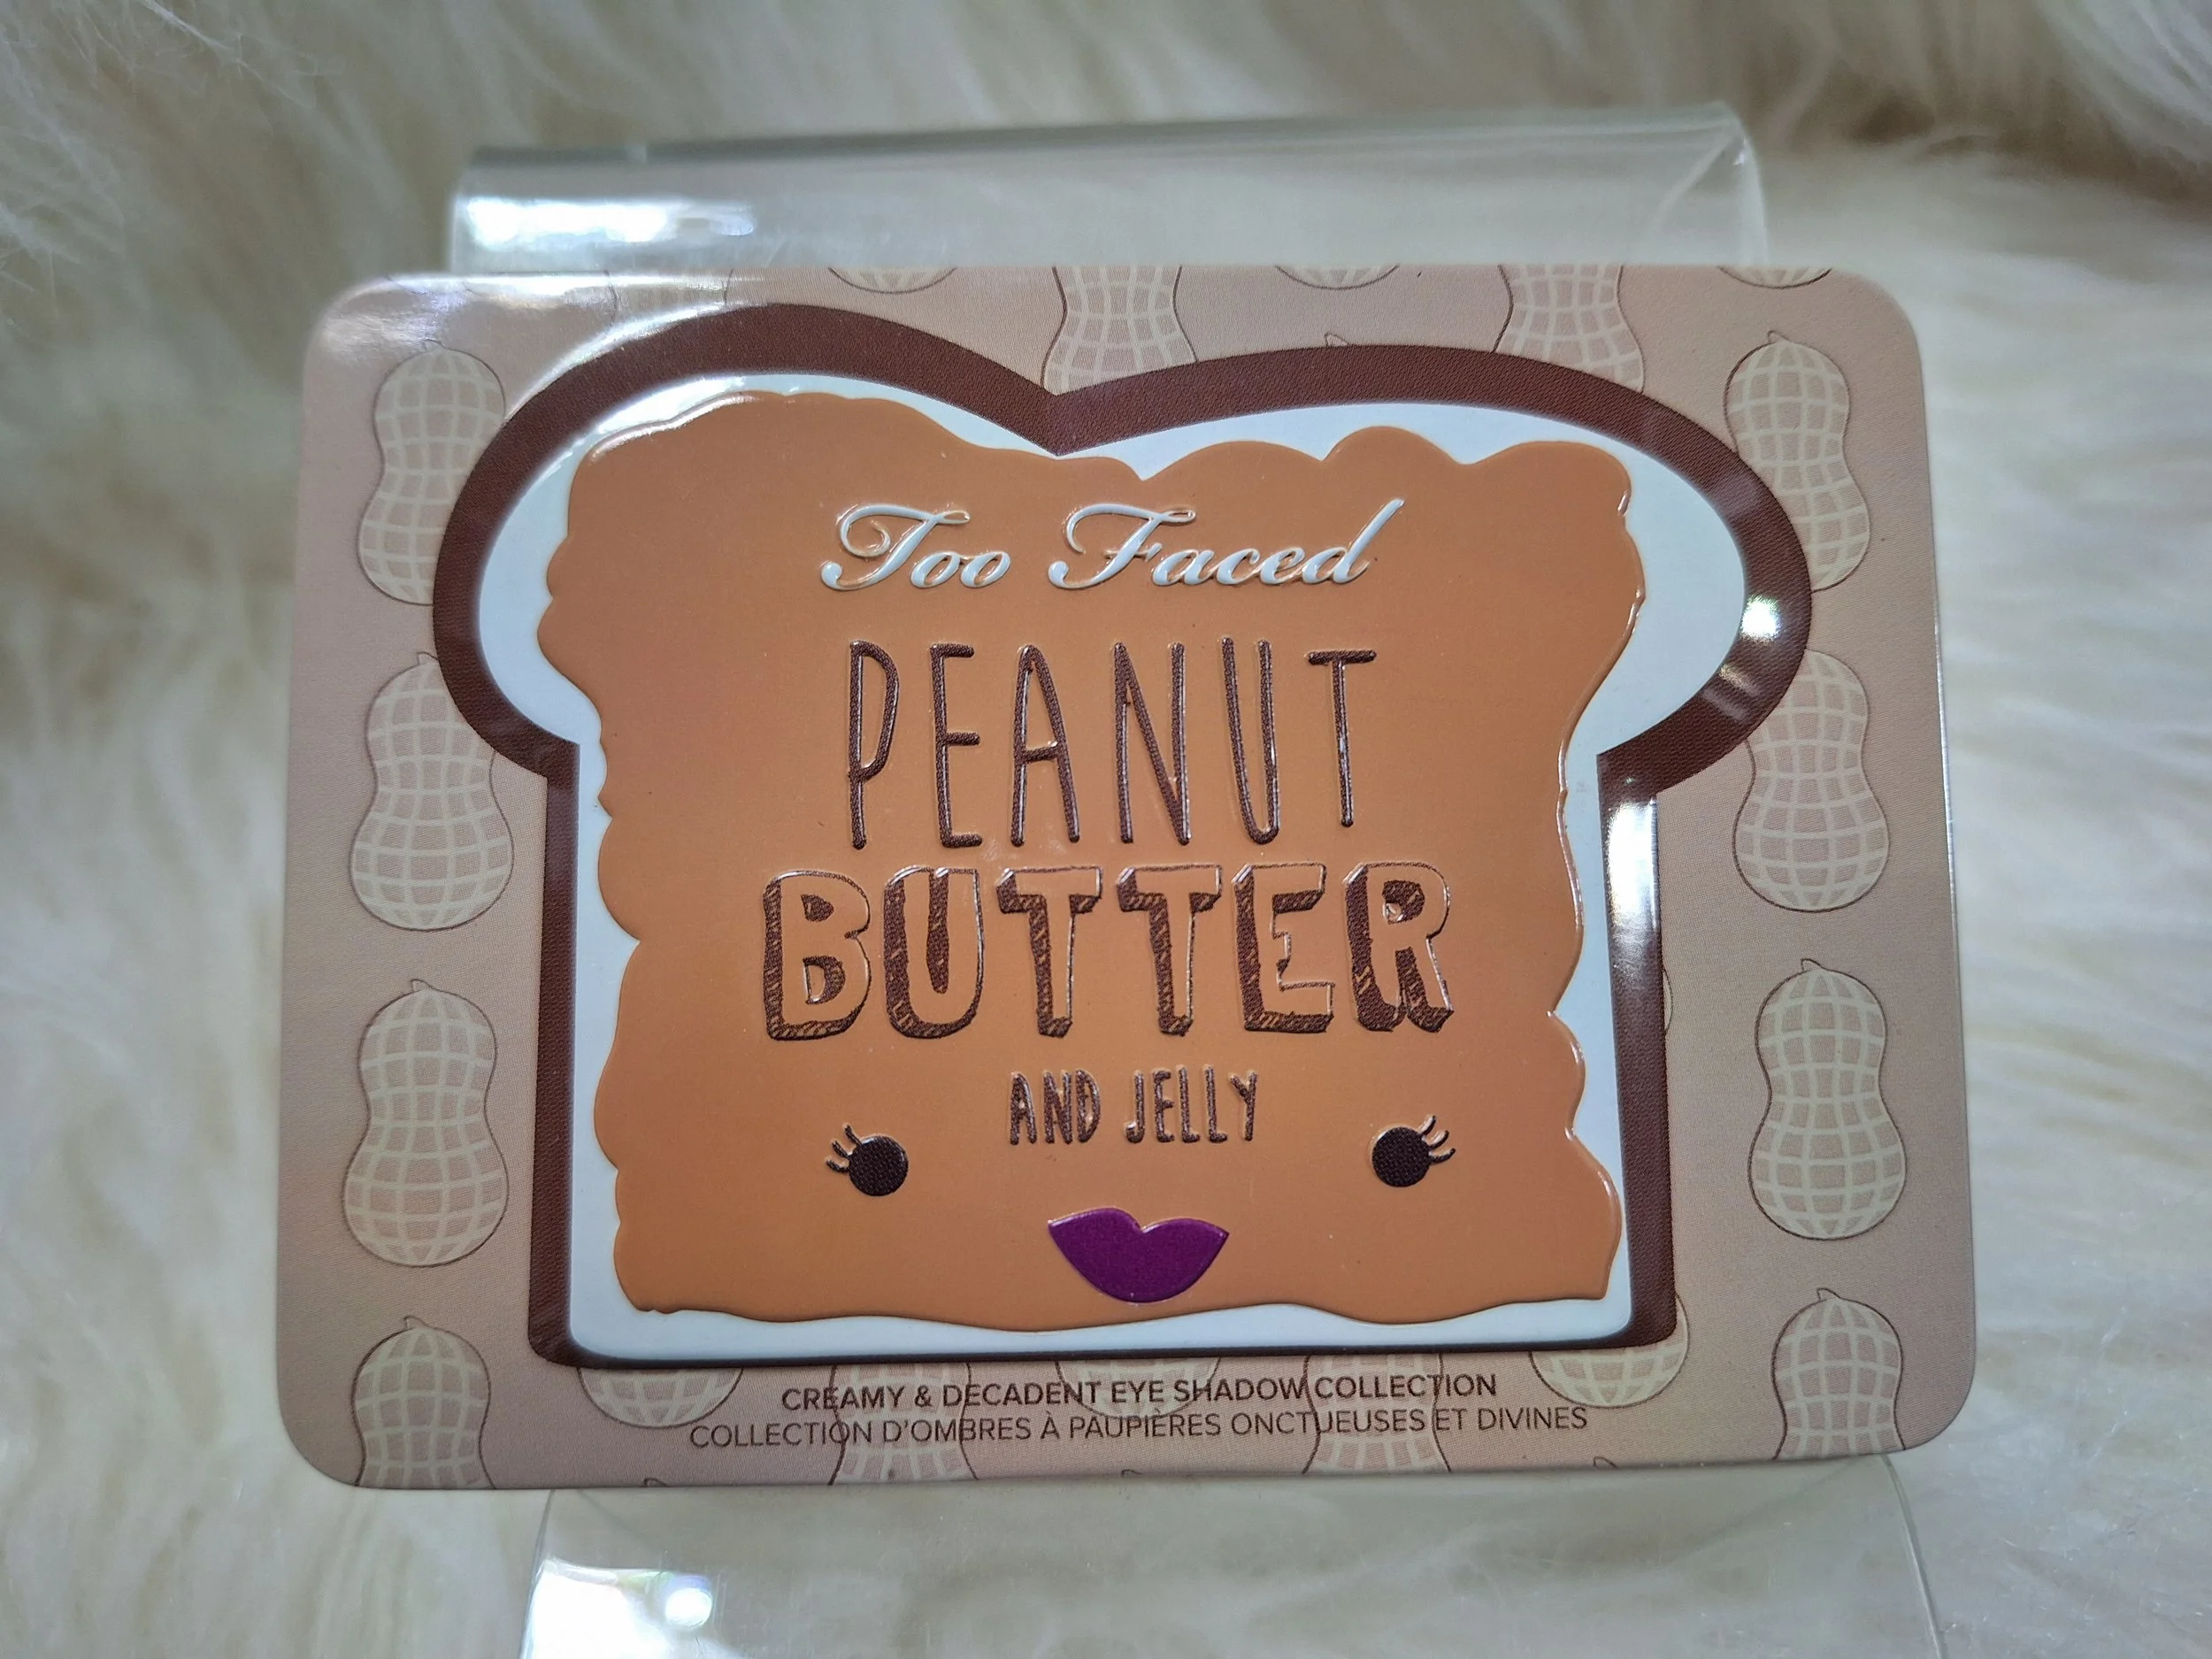 Too Faced
PEANUT
BUTTER
AND JELLY
CREAMY & DECADENT EYE SHADOW COLLECTION
COLLECTION D'OMBRES À PAUPIÈRES ONCTUEUSES ET DIVINES